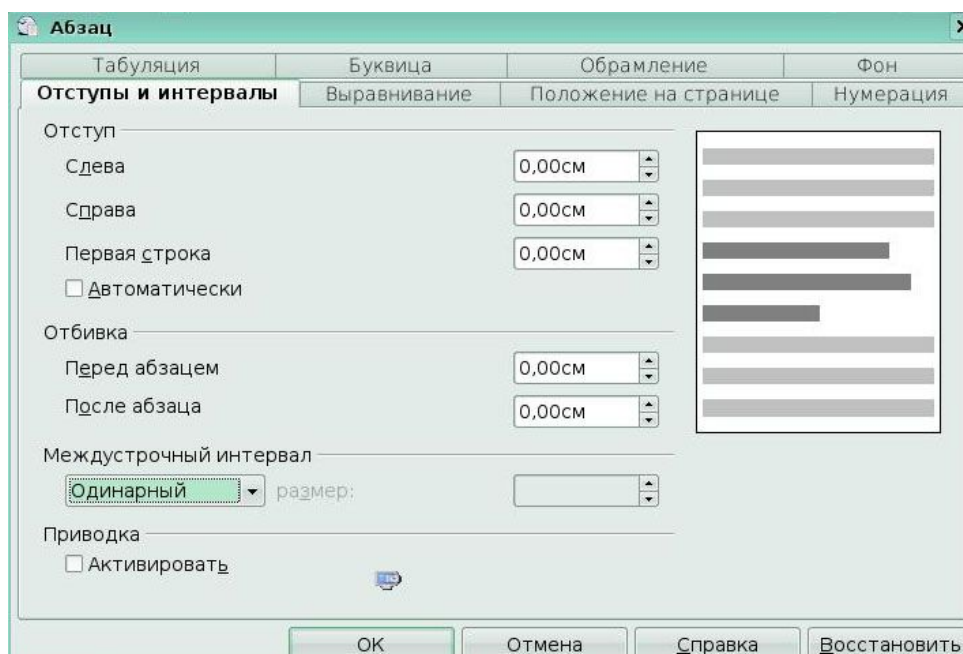 Абзац
Табуляция Буквица Обрамление Фон
Отступы и интервалы Выравнивание Положение на странице Нумерация
Отступ
Слева 0,00см
Справа 0,00см
Первая строка 0,00см
Автоматически
Отбивка
Перед абзацем 0,00см
После абзаца 0,00см
Междустрочный интервал
Одинарный размер:
Приводка
Активировать
ОК Отмена Справка Восстановить